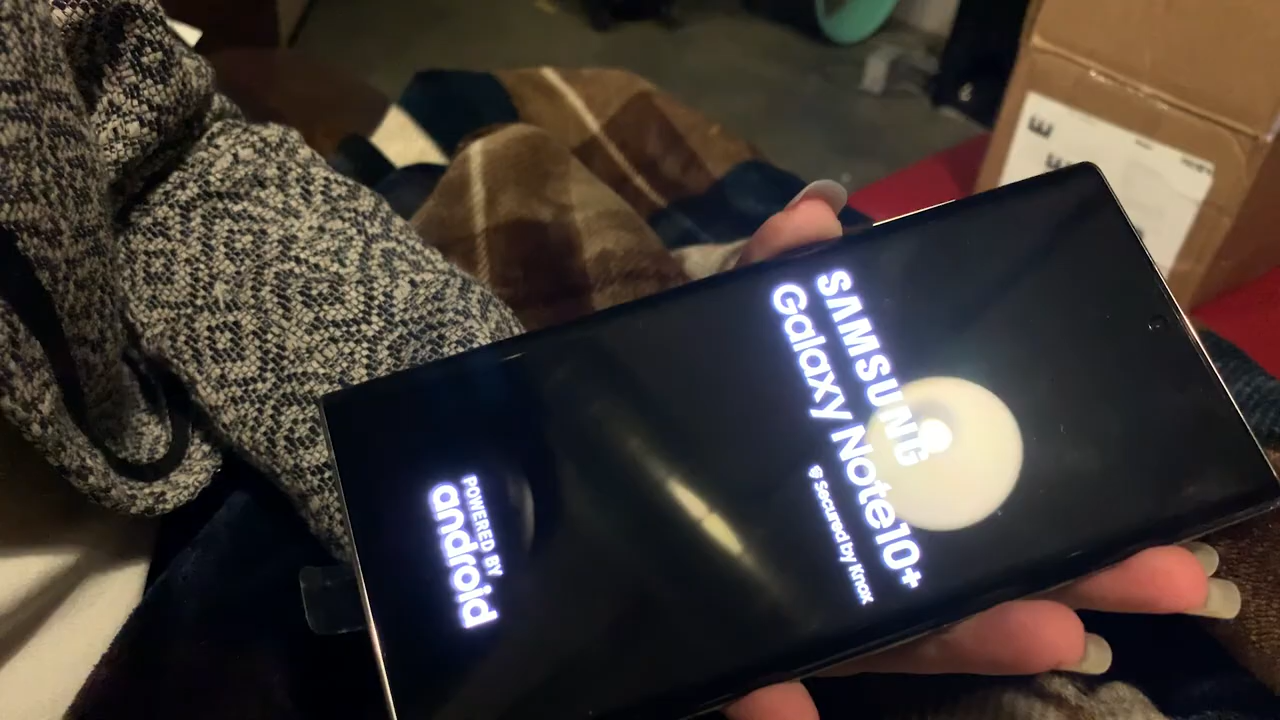 SAMSUNG
Galaxy Note10+
Secured by Knox
POWERED BY
android